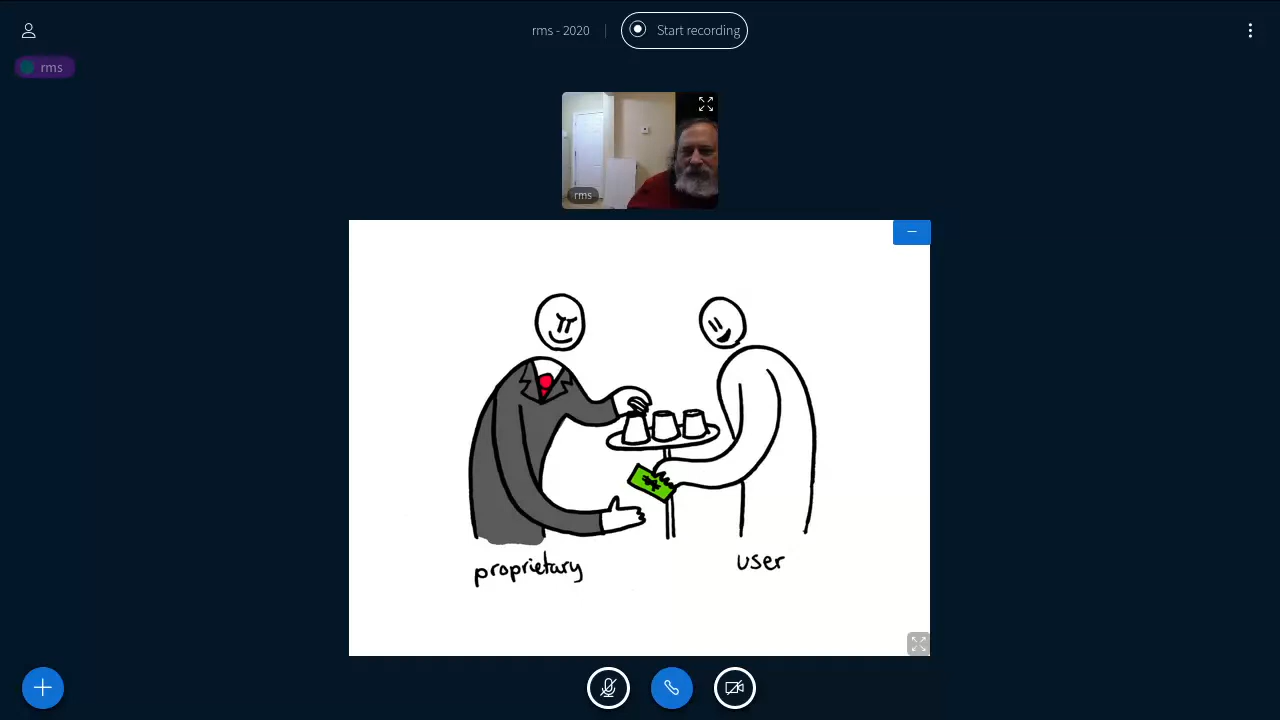 rms - 2020
Start recording
rms
rms
proprietary
user